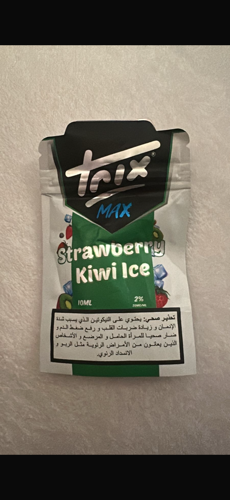 Trix
MAX
Strawberry
Kiwi Ice
10ML
2%
تحذير صحي: يحتوي على النيكوتين الذي يسبب شدة
الإدمان و زيادة ضربات القلب و رفع ضغط الدم و
ضار صحيا للمرأة الحامل و المرضع و الأشخاص
الذين يعانون من الأمراض الرئوية مثل الربو و
الانسداد الرئوي.